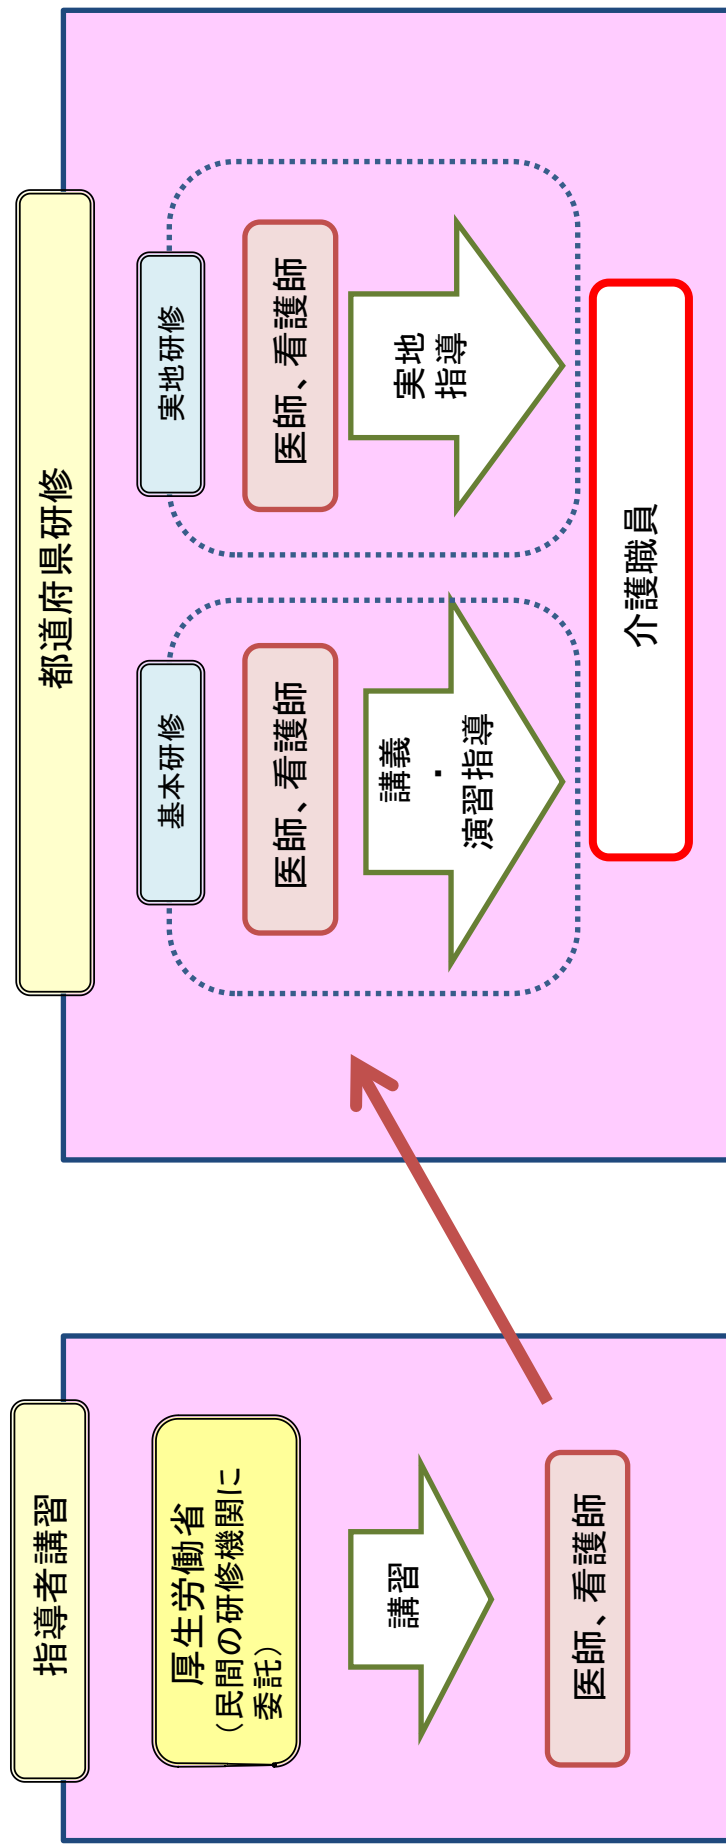 指導者講習
厚生労働省
（民間の研修機関に
委託）
講習
医師、看護師
都道府県研修
基本研修
医師、看護師
講義
・
演習指導
実地研修
医師、看護師
実地
指導
介護職員